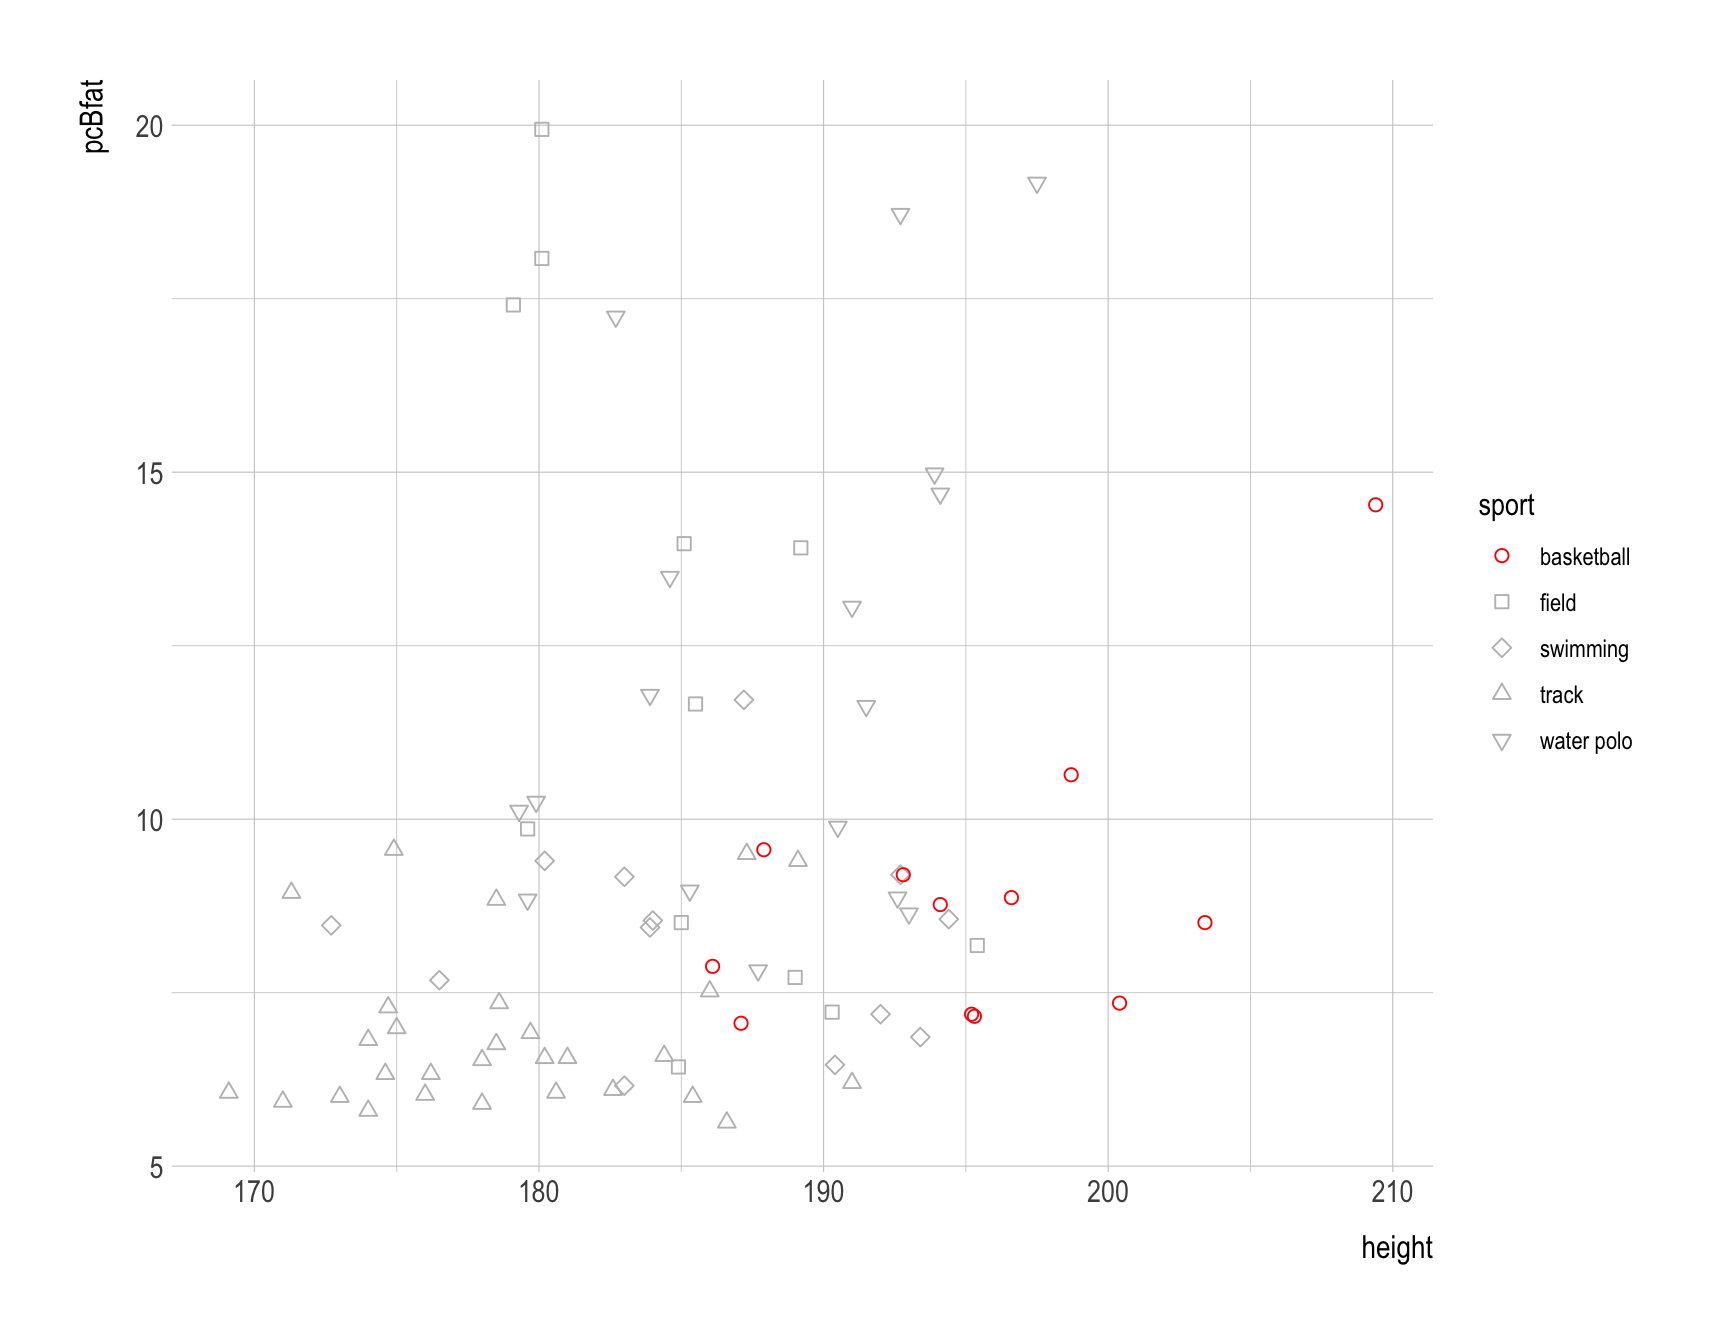 pcBfat
20
15
10
5
170 180 190 200 210
height
sport
basketball
field
swimming
track
water polo